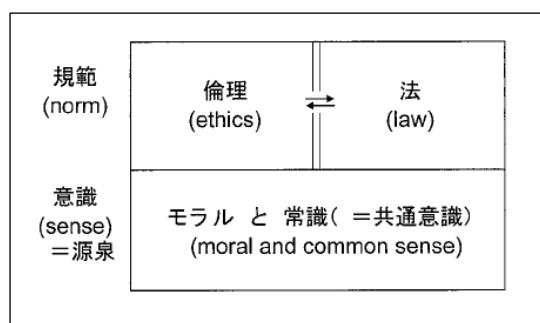 規範
(norm)
倫理
(ethics)
法
(law)
意識
(sense)
＝源泉
モラル と 常識( ＝共通意識)
(moral and common sense)